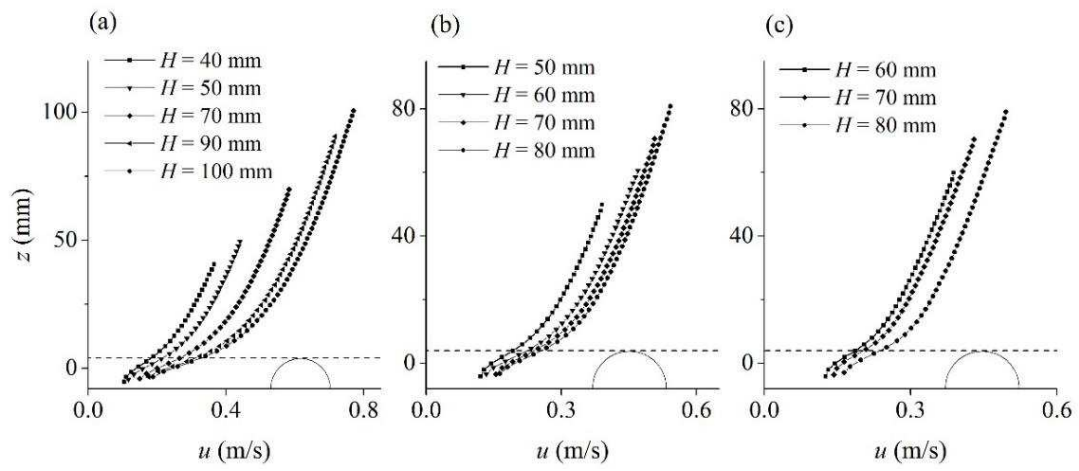 (a)
H = 40 mm
H = 50 mm
H = 70 mm
H = 90 mm
H = 100 mm
100
50
0
z (mm)
0.0 0.4 0.8
u (m/s)
(b)
H = 50 mm
H = 60 mm
H = 70 mm
H = 80 mm
80
40
0
0.0 0.3 0.6
u (m/s)
(c)
H = 60 mm
H = 70 mm
H = 80 mm
80
40
0
0.0 0.3 0.6
u (m/s)